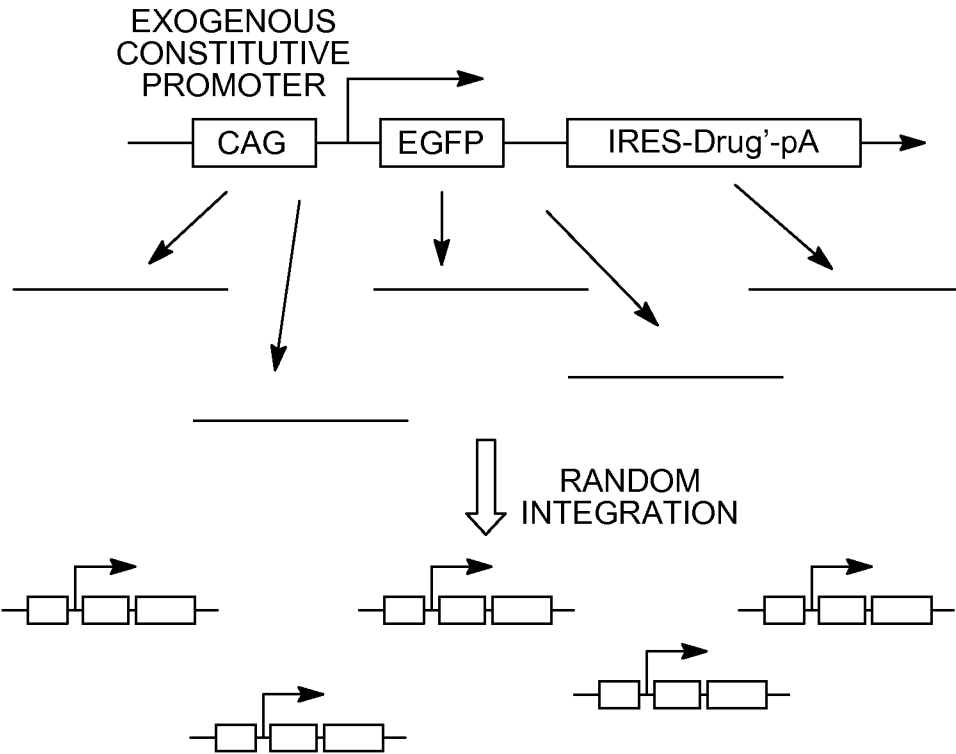 EXOGENOUS
CONSTITUTIVE
PROMOTER
CAG
EGFP
IRES-Drug'-pA
RANDOM
INTEGRATION